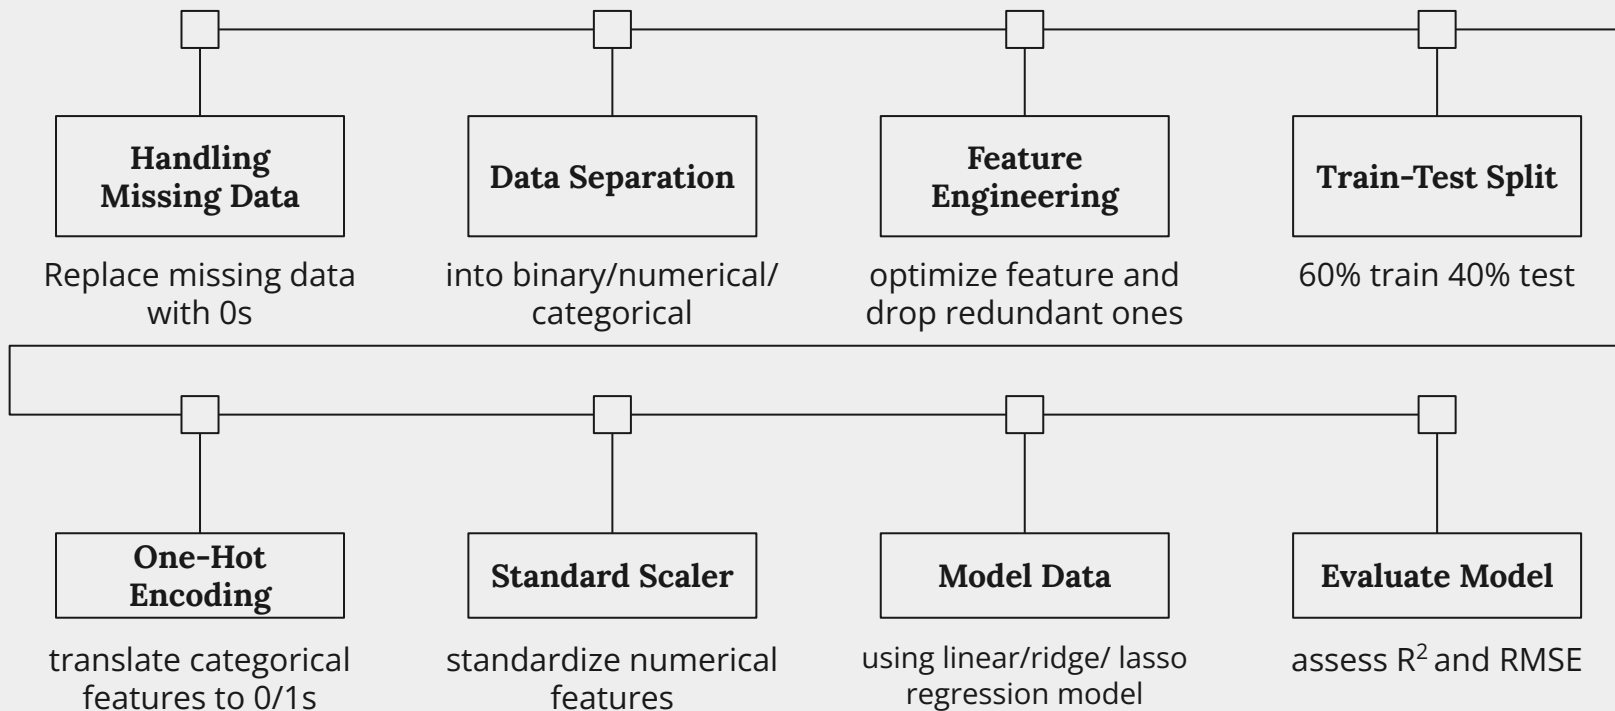 Handling
Missing Data
Replace missing data
with 0s
Data Separation
into binary/numerical/
categorical
Feature
Engineering
optimize feature and
drop redundant ones
Train-Test Split
60% train 40% test
One-Hot
Encoding
translate categorical
features to 0/1s
Standard Scaler
standardize numerical
features
Model Data
using linear/ridge/ lasso
regression model
Evaluate Model
assess R² and RMSE